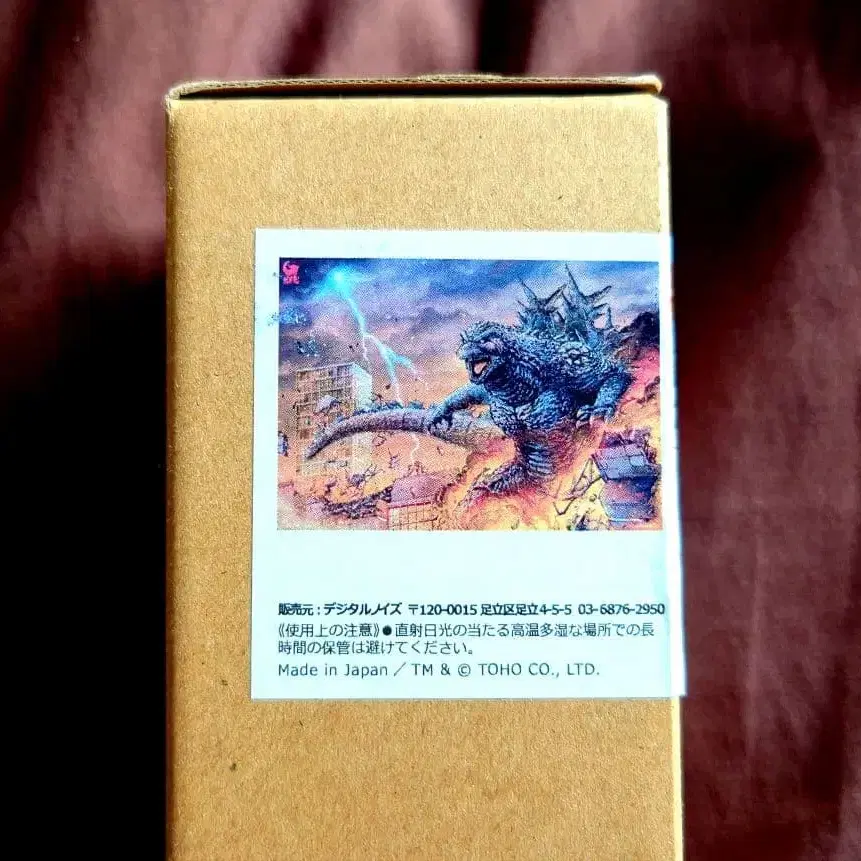 販売元：デジタルノイズ 〒120-0015 足立区足立4-5-5 03-6876-2950
《使用上の注意》●直射日光の当たる高温多湿な場所での長
時間の保管は避けてください。
Made in Japan ／ TM & © TOHO CO., LTD.